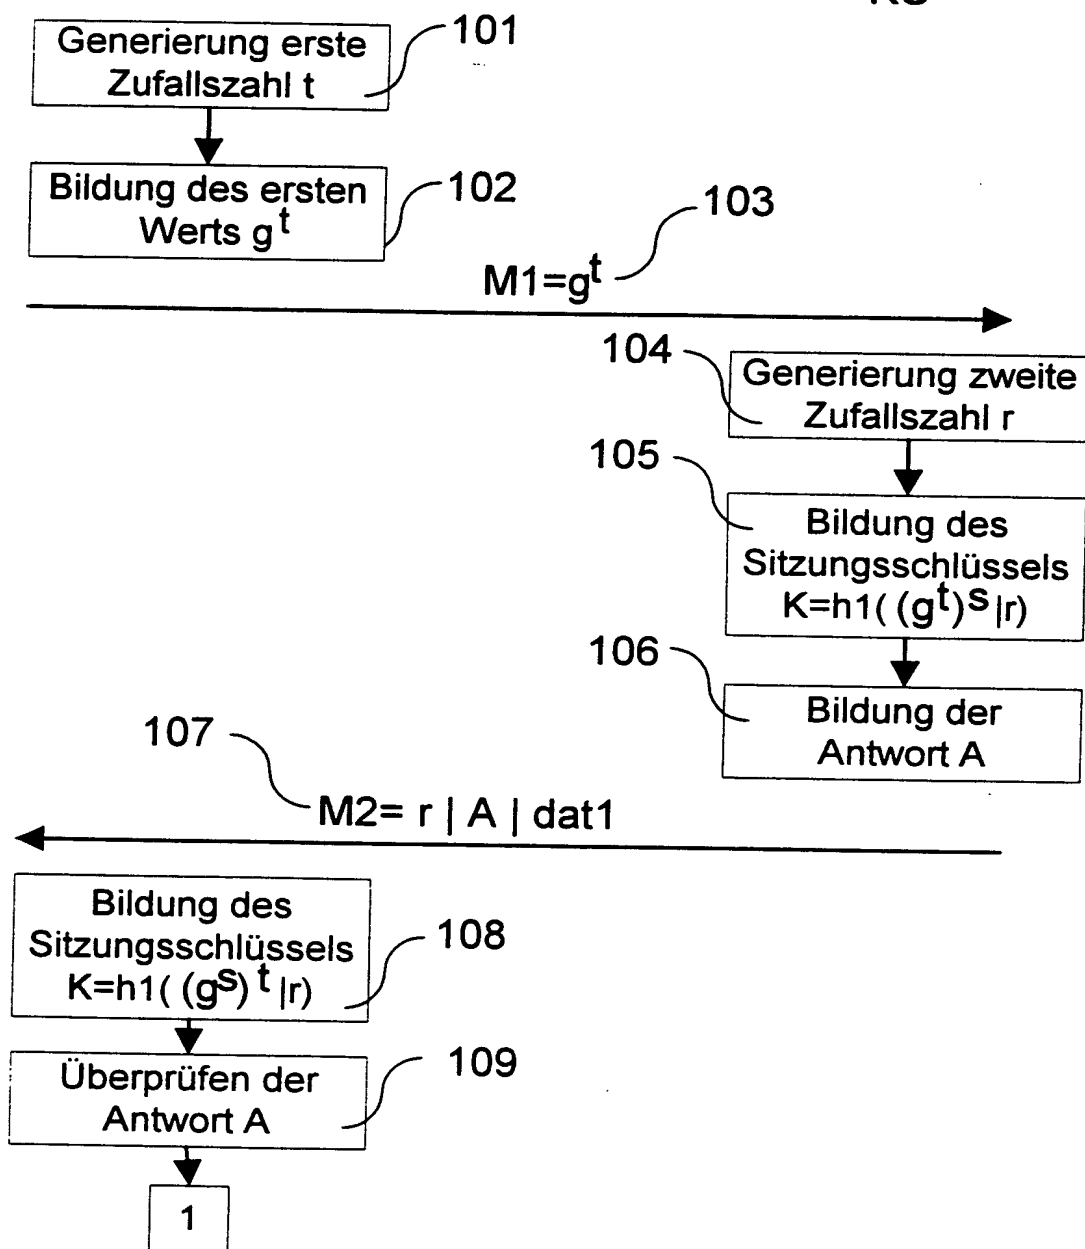 Generierung erste
Zufallszahl t
101
Bildung des ersten
Werts g^t
102
103
M1=g^t
104
Generierung zweite
Zufallszahl r
105
Bildung des
Sitzungsschlüssels
K=h1( (g^t)^s |r)
106
Bildung der
Antwort A
107
M2= r | A | dat1
Bildung des
Sitzungsschlüssels
K=h1( (g^s)^t |r)
108
Überprüfen der
Antwort A
109
1